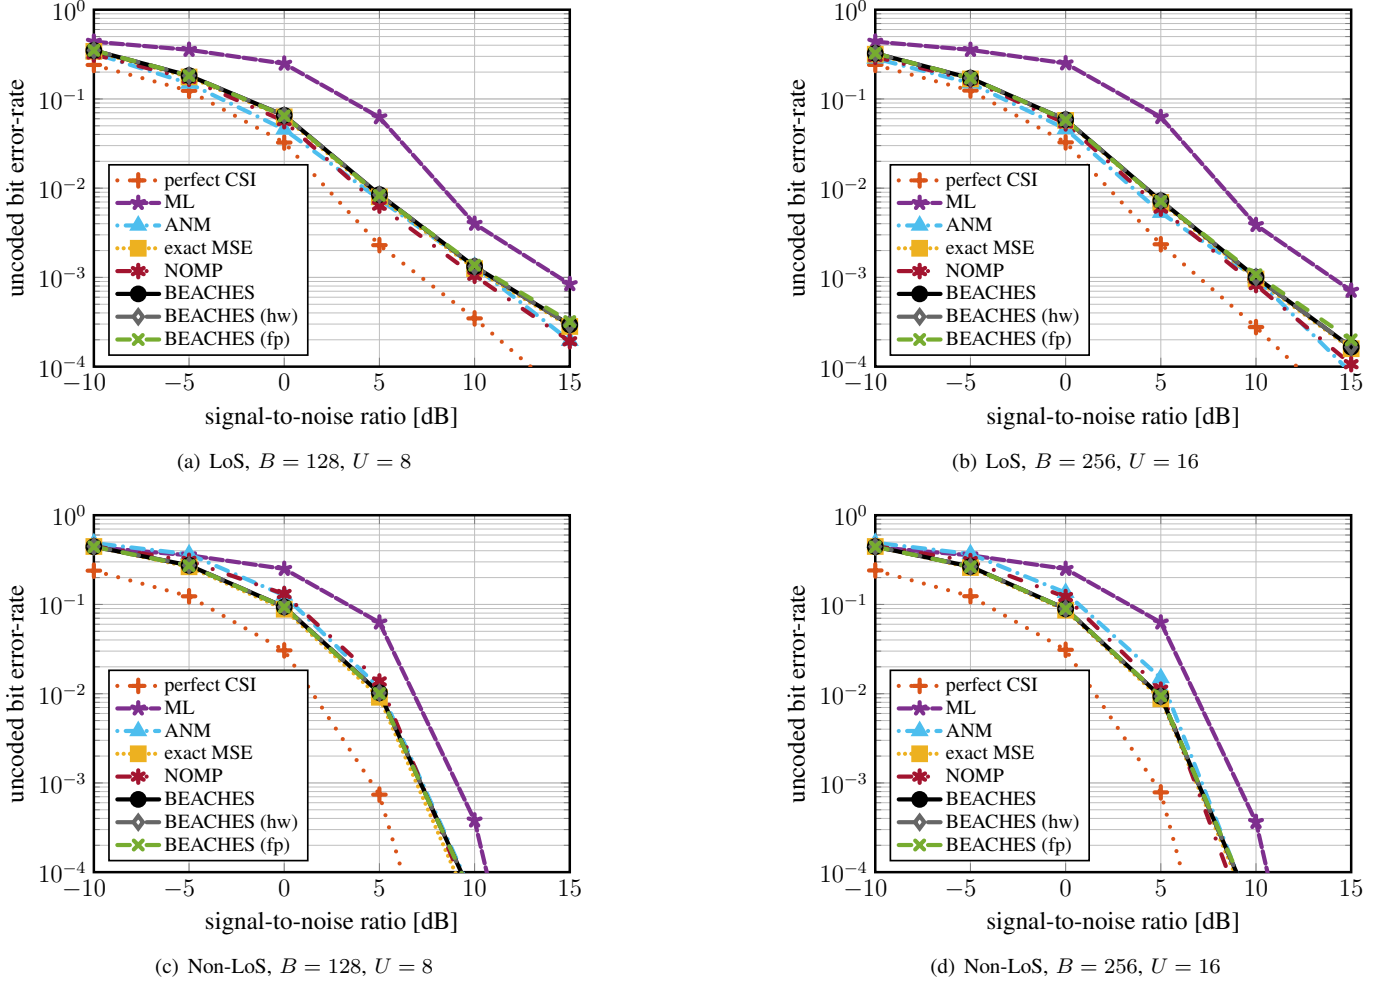 10^0
10^−1
10^−2
10^−3
10^−4
uncoded bit error-rate
perfect CSI
ML
ANM
exact MSE
NOMP
BEACHES
BEACHES (hw)
BEACHES (fp)
−10 −5 0 5 10 15
signal-to-noise ratio [dB]
(a) LoS, B = 128, U = 8
10^0
10^−1
10^−2
10^−3
10^−4
uncoded bit error-rate
perfect CSI
ML
ANM
exact MSE
NOMP
BEACHES
BEACHES (hw)
BEACHES (fp)
−10 −5 0 5 10 15
signal-to-noise ratio [dB]
(b) LoS, B = 256, U = 16
10^0
10^−1
10^−2
10^−3
10^−4
uncoded bit error-rate
perfect CSI
ML
ANM
exact MSE
NOMP
BEACHES
BEACHES (hw)
BEACHES (fp)
−10 −5 0 5 10 15
signal-to-noise ratio [dB]
(c) Non-LoS, B = 128, U = 8
10^0
10^−1
10^−2
10^−3
10^−4
uncoded bit error-rate
perfect CSI
ML
ANM
exact MSE
NOMP
BEACHES
BEACHES (hw)
BEACHES (fp)
−10 −5 0 5 10 15
signal-to-noise ratio [dB]
(d) Non-LoS, B = 256, U = 16